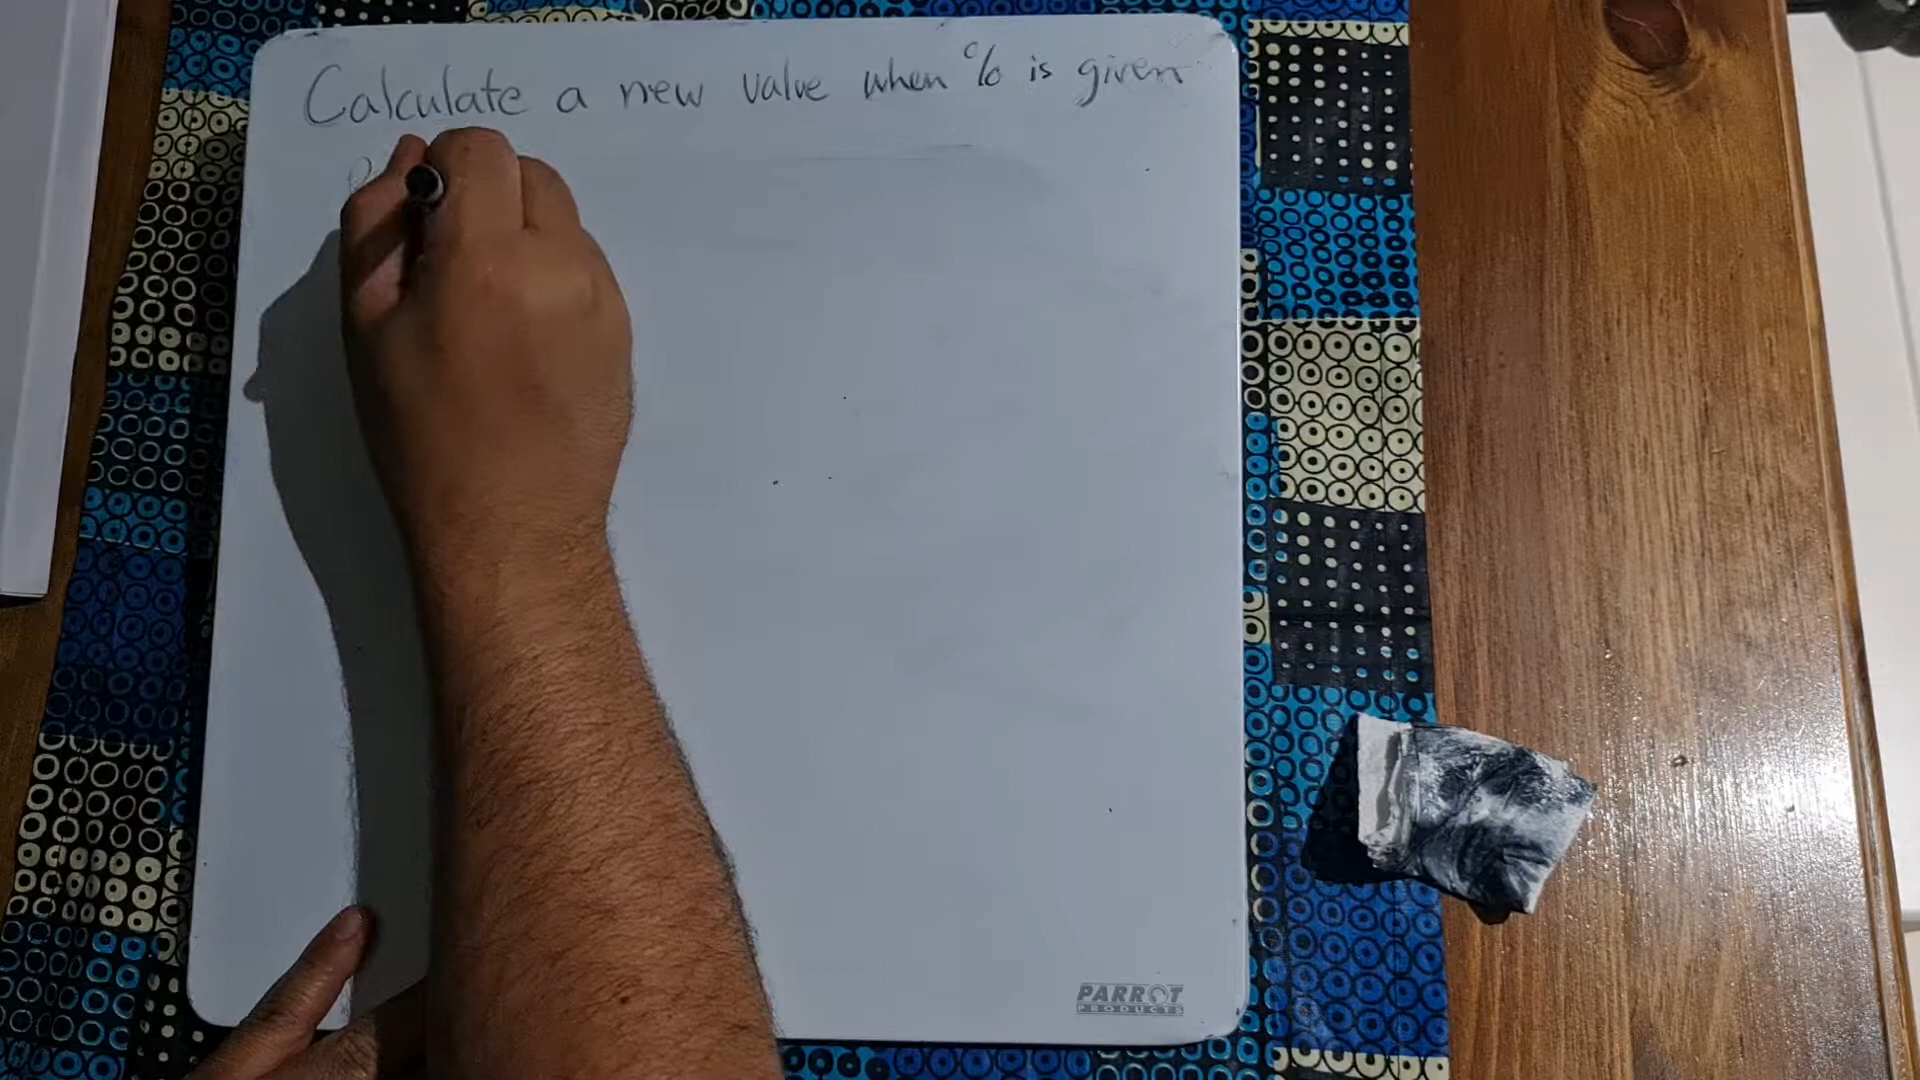 Calculate a new value when % is given
PARROT
PRODUCTS